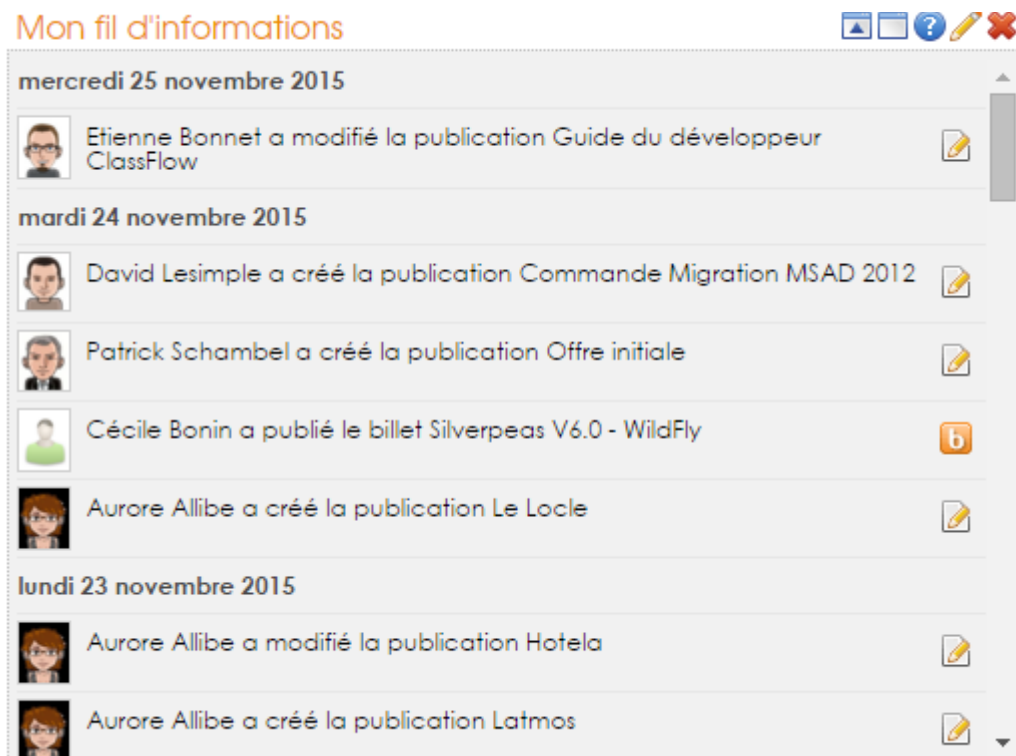 Mon fil d'informations
mercredi 25 novembre 2015
Etienne Bonnet a modifié la publication Guide du développeur
ClassFlow
mardi 24 novembre 2015
David Lesimple a créé la publication Commande Migration MSAD 2012
Patrick Schambel a créé la publication Offre initiale
Cécile Bonin a publié le billet Silverpeas V6.0 - WildFly
Aurore Allibe a créé la publication Le Locle
lundi 23 novembre 2015
Aurore Allibe a modifié la publication Hotela
Aurore Allibe a créé la publication Latmos